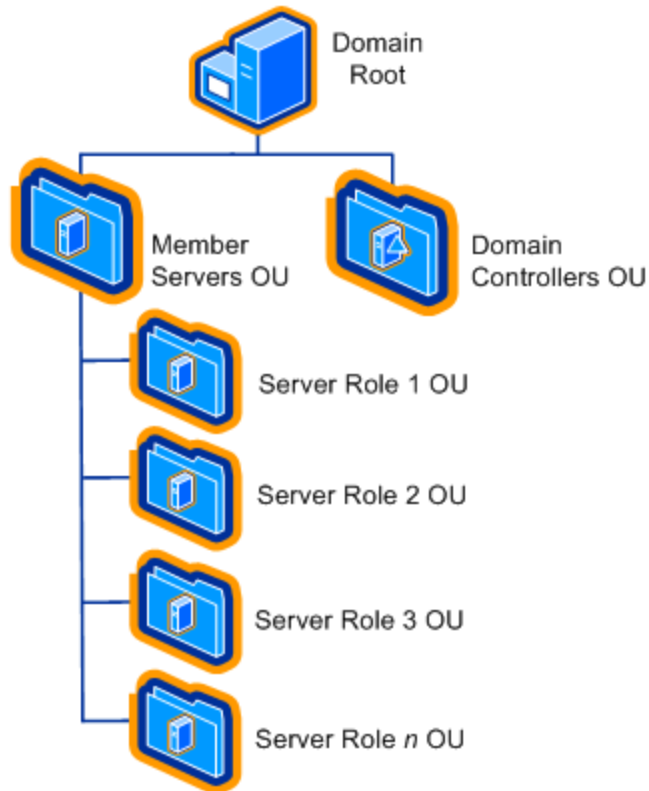 Domain
Root
Member
Servers OU
Domain
Controllers OU
Server Role 1 OU
Server Role 2 OU
Server Role 3 OU
Server Role n OU